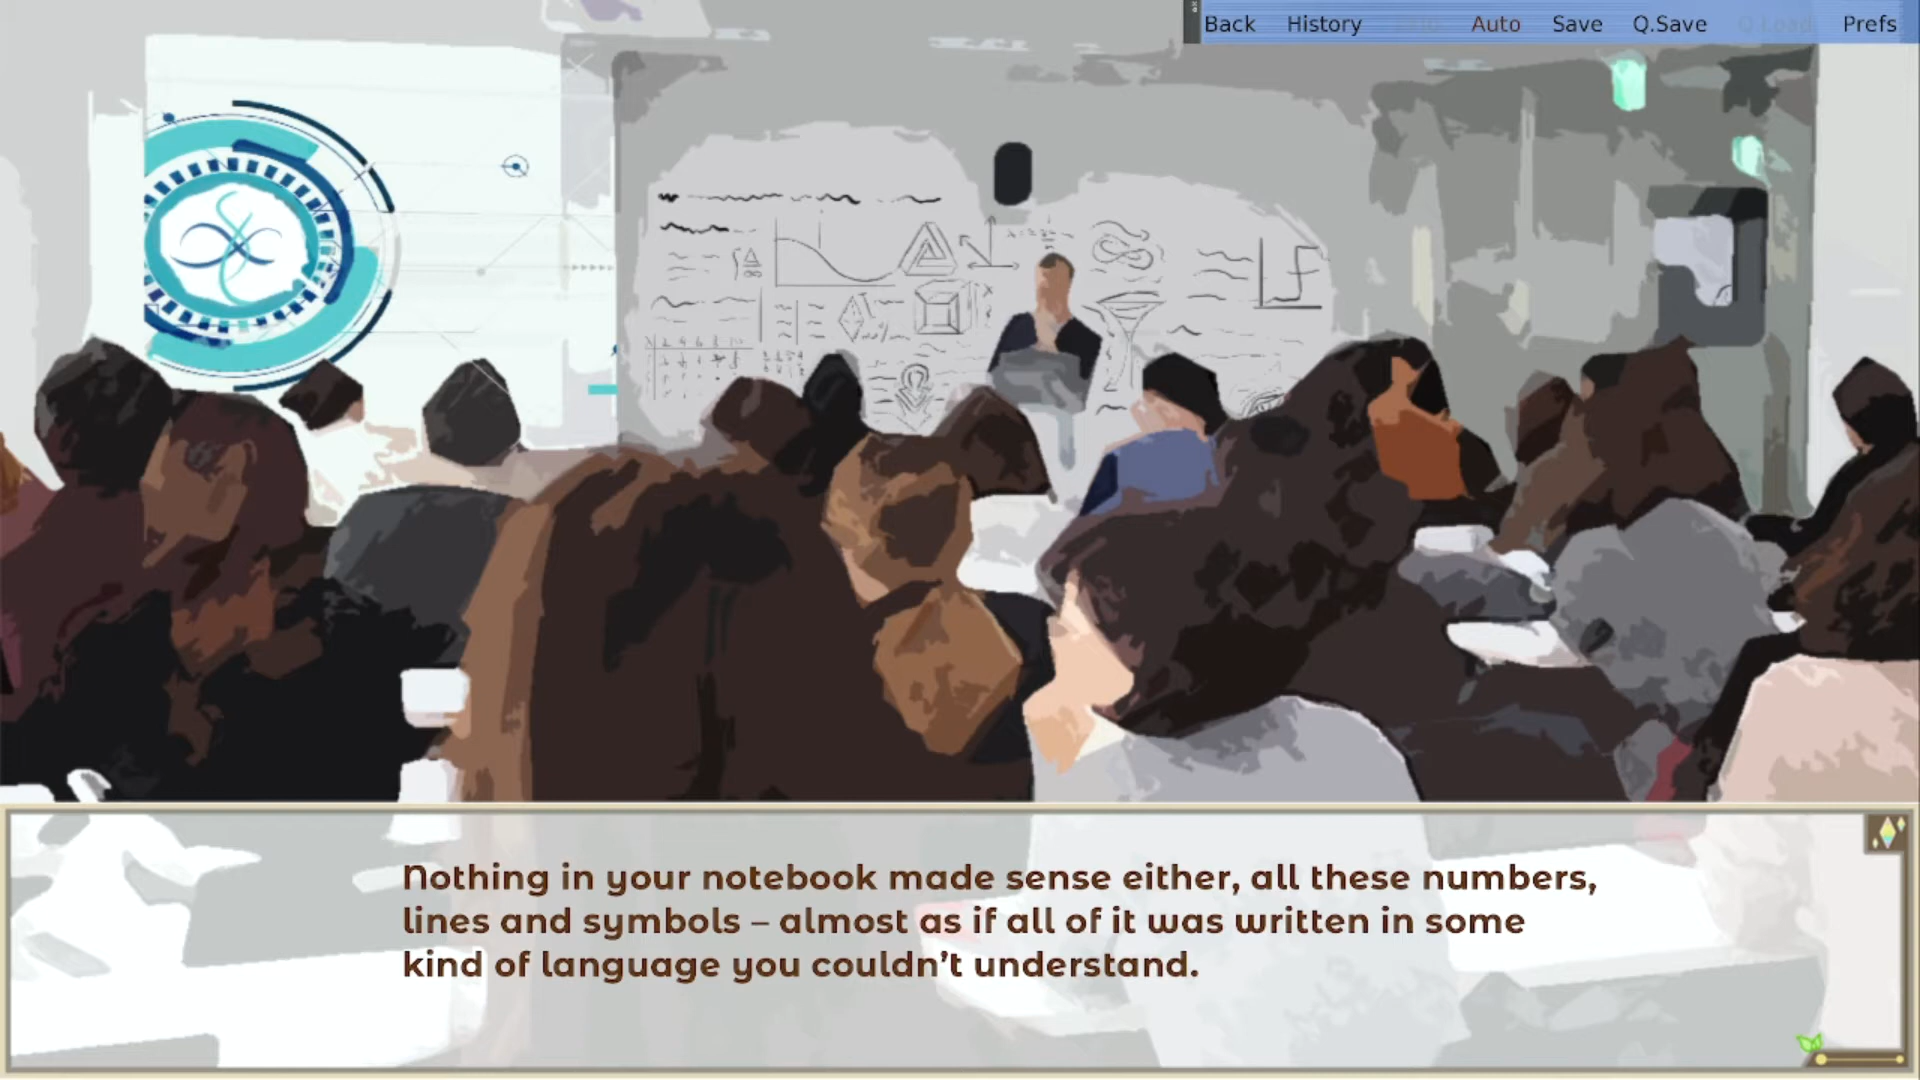 Back History Auto Save Q.Save Q.Load Prefs
Nothing in your notebook made sense either, all these numbers,
lines and symbols – almost as if all of it was written in some
kind of language you couldn't understand.